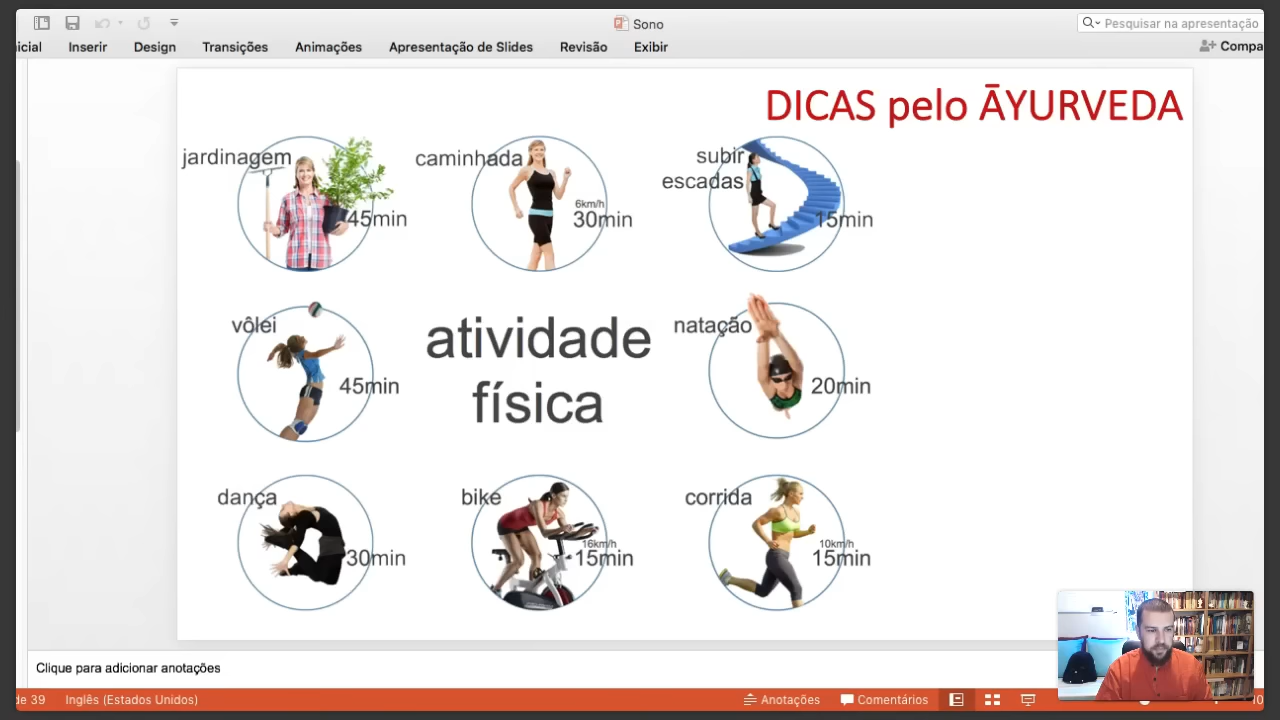 Sono
Pesquisar na apresentação
icial Inserir Design Transições Animações Apresentação de Slides Revisão Exibir
Compa
DICAS pelo ĀYURVEDA
jardinagem
45min
caminhada
6km/h
30min
subir
escadas
15min
vôlei
45min
atividade
física
natação
20min
dança
30min
bike
16km/h
15min
corrida
10km/h
15min
Clique para adicionar anotações
de 39 Inglês (Estados Unidos)
Anotações Comentários